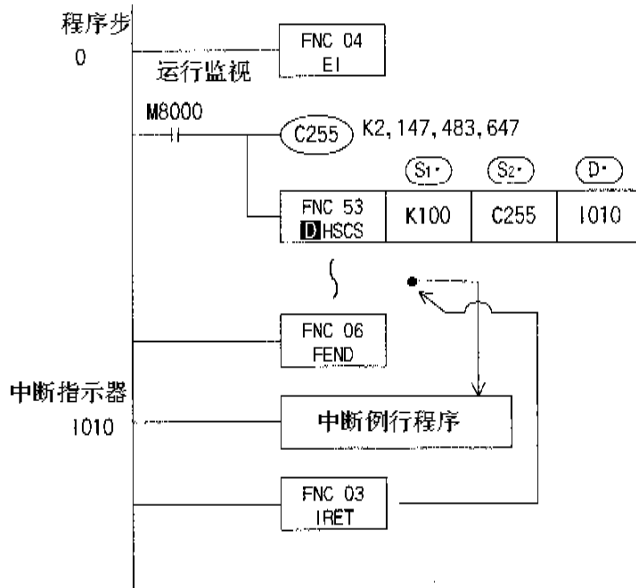 程序步
0
FNC 04
EI
运行监视
M8000
C255
K2,147,483,647
S1·
S2·
D·
FNC 53
D HSCS
K100
C255
I010
FNC 06
FEND
中断指示器
I010
中断例行程序
FNC 03
IRET